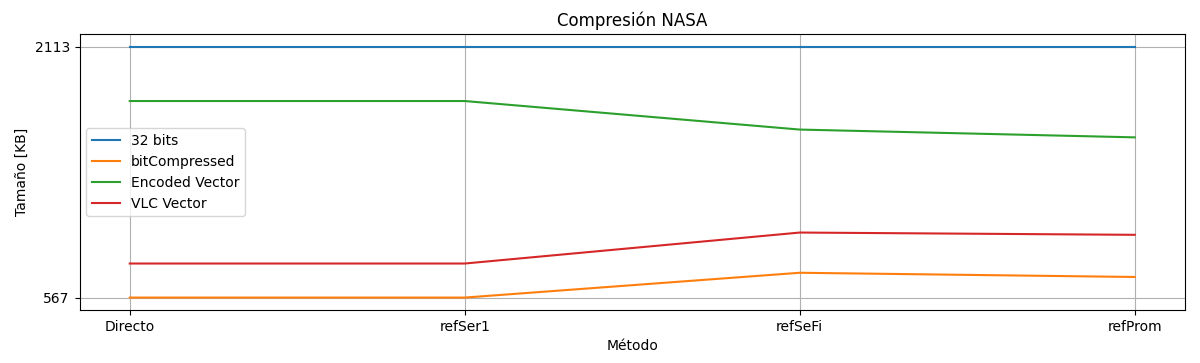 Compresión NASA
Tamaño [KB]
2113
567
32 bits
bitCompressed
Encoded Vector
VLC Vector
Directo
refSer1
refSeFi
refProm
Método